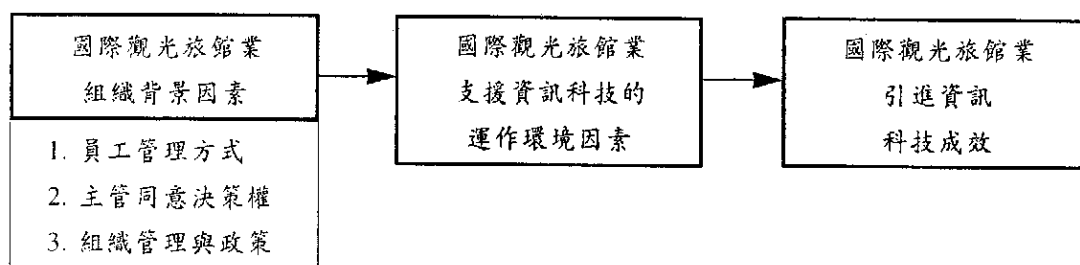 國際觀光旅館業
組織背景因素
1. 員工管理方式
2. 主管同意決策權
3. 組織管理與政策
國際觀光旅館業
支援資訊科技的
運作環境因素
國際觀光旅館業
引進資訊
科技成效